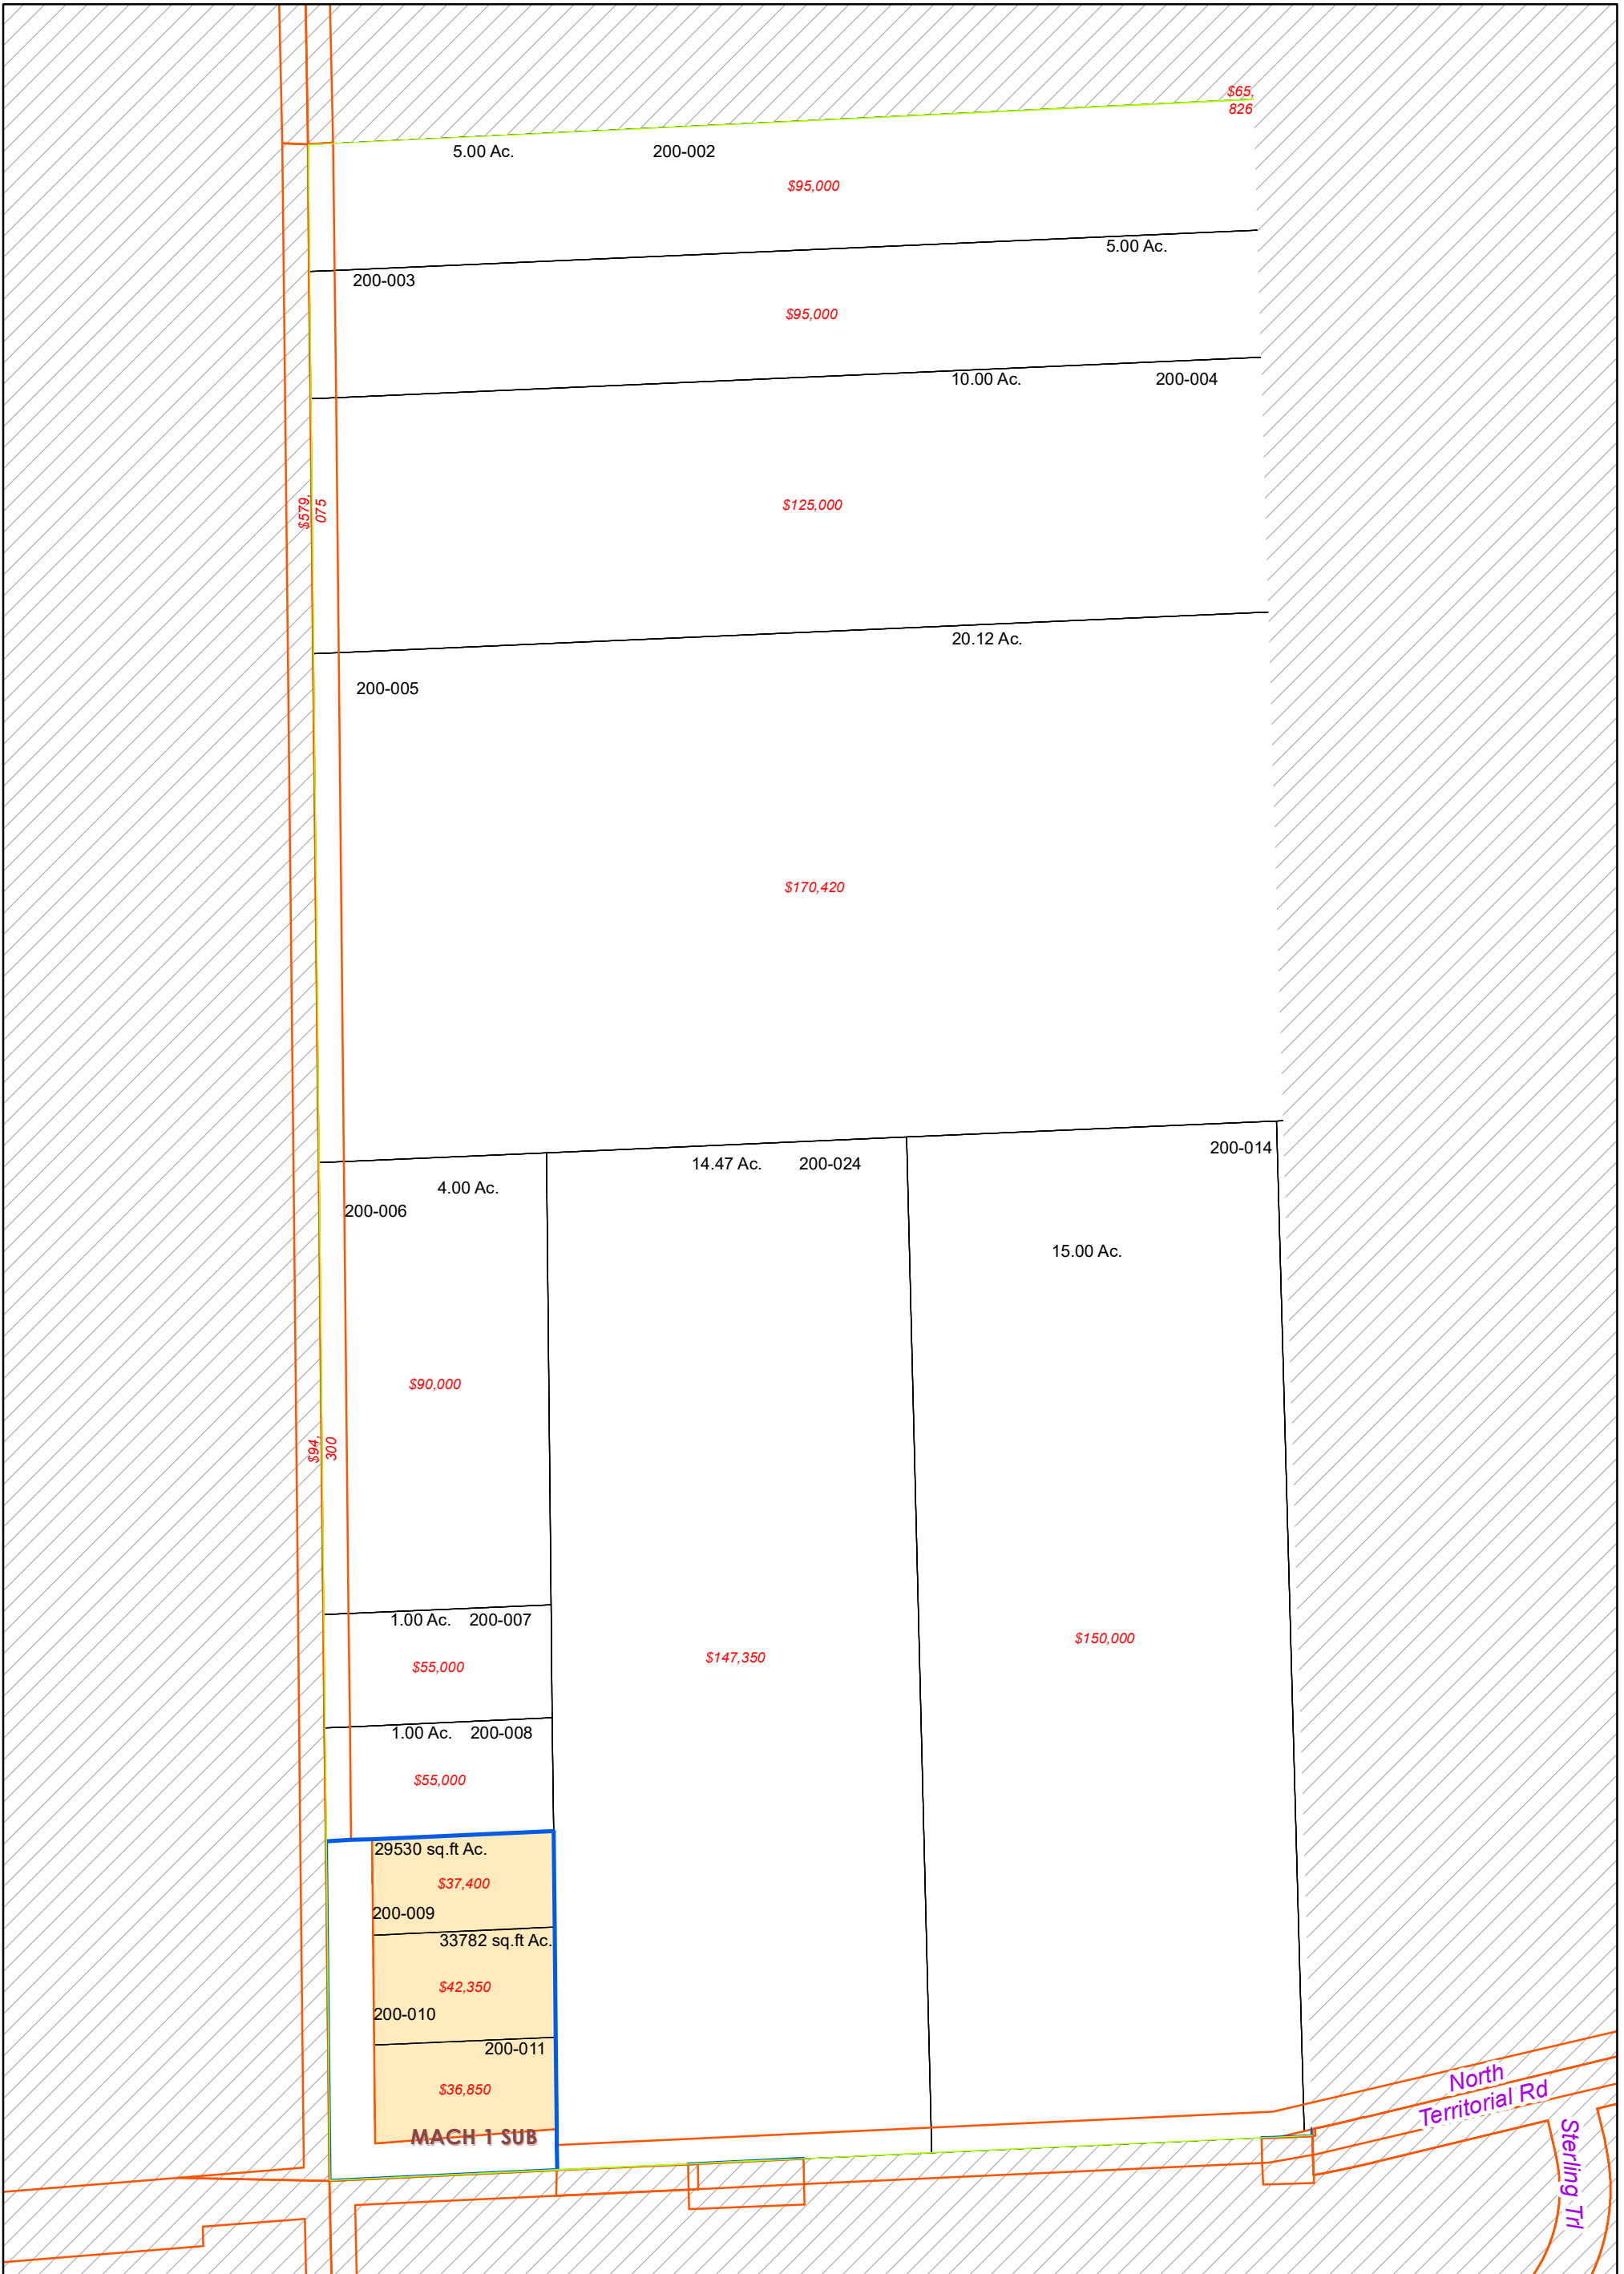 $65,
826
5.00 Ac.
200-002
$95,000
5.00 Ac.
200-003
$95,000
10.00 Ac.
200-004
$579,
075
$125,000
20.12 Ac.
200-005
$170,420
200-014
14.47 Ac.
200-024
4.00 Ac.
200-006
15.00 Ac.
$90,000
$94,
300
1.00 Ac.
200-007
$55,000
$147,350
$150,000
1.00 Ac.
200-008
$55,000
29530 sq.ft Ac.
$37,400
200-009
33782 sq.ft Ac.
$42,350
200-010
200-011
$36,850
MACH 1 SUB
North
Territorial Rd
Sterling Trl